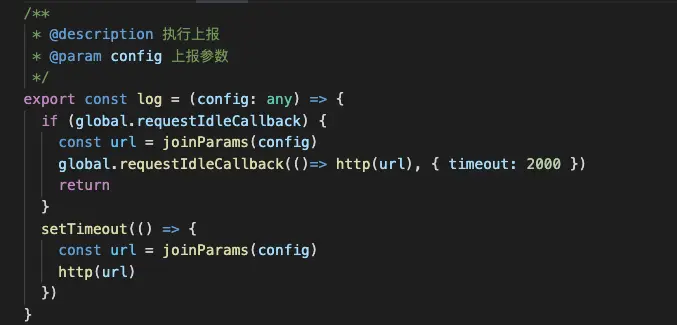 /**
 * @description 执行上报
 * @param config 上报参数
 */
export const log = (config: any) => {
  if (global.requestIdleCallback) {
    const url = joinParams(config)
    global.requestIdleCallback(()=> http(url), { timeout: 2000 })
    return
  }
  setTimeout(() => {
    const url = joinParams(config)
    http(url)
  })
}